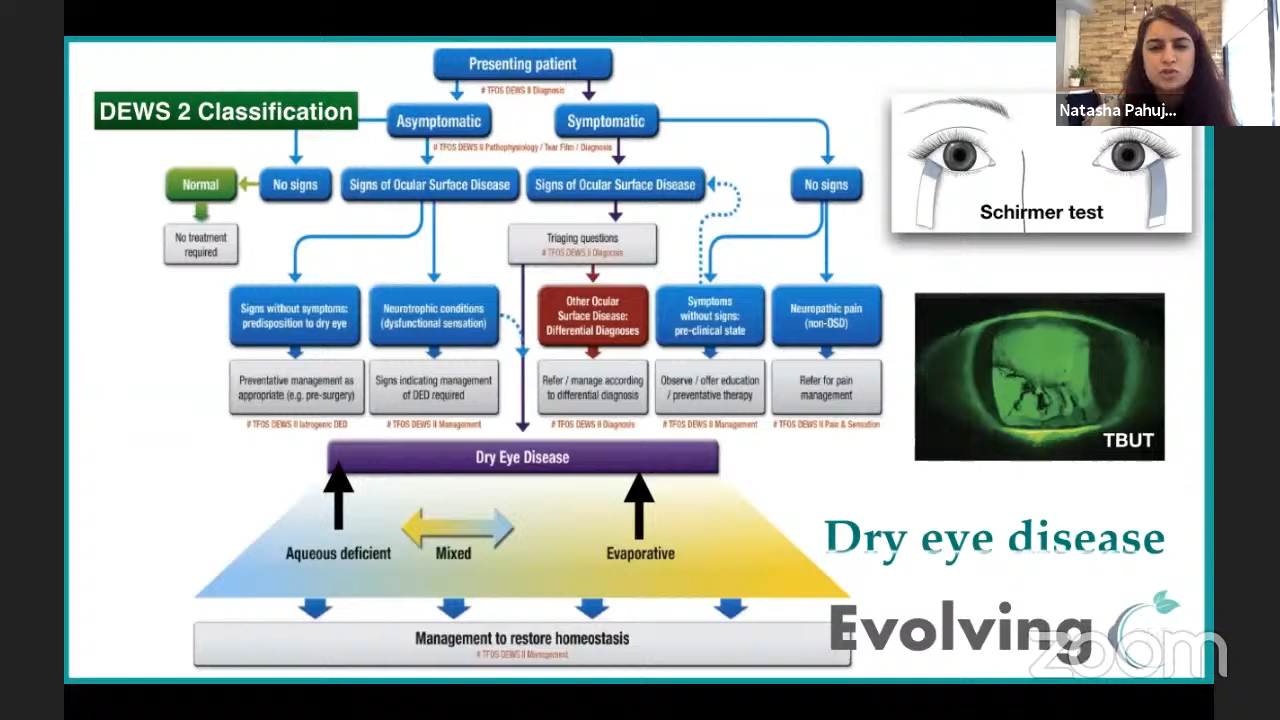 Natasha Pahuj...
DEWS 2 Classification
Presenting patient
# TFOS DEWS II Diagnosis
Asymptomatic
Symptomatic
# TFOS DEWS II Pathophysiology / Tear Film / Diagnosis
Normal
No signs
Signs of Ocular Surface Disease
Signs of Ocular Surface Disease
No signs
No treatment
required
Triaging questions
# TFOS DEWS II Diagnosis
Signs without symptoms:
predisposition to dry eye
Neurotrophic conditions
(dysfunctional sensation)
Other Ocular
Surface Disease:
Differential Diagnoses
Symptoms
without signs:
pre-clinical state
Neuropathic pain
(non-OSD)
Preventative management as
appropriate (e.g. pre-surgery)
Signs indicating management
of DED required
Refer / manage according
to differential diagnosis
Observe / offer education
/ preventative therapy
Refer for pain
management
# TFOS DEWS II Iatrogenic DED
# TFOS DEWS II Management
# TFOS DEWS II Diagnosis
# TFOS DEWS II Management
# TFOS DEWS II Pain & Sensation
Dry Eye Disease
Aqueous deficient
Mixed
Evaporative
Management to restore homeostasis
# TFOS DEWS II Management
Schirmer test
TBUT
Dry eye disease
Evolving
zoom